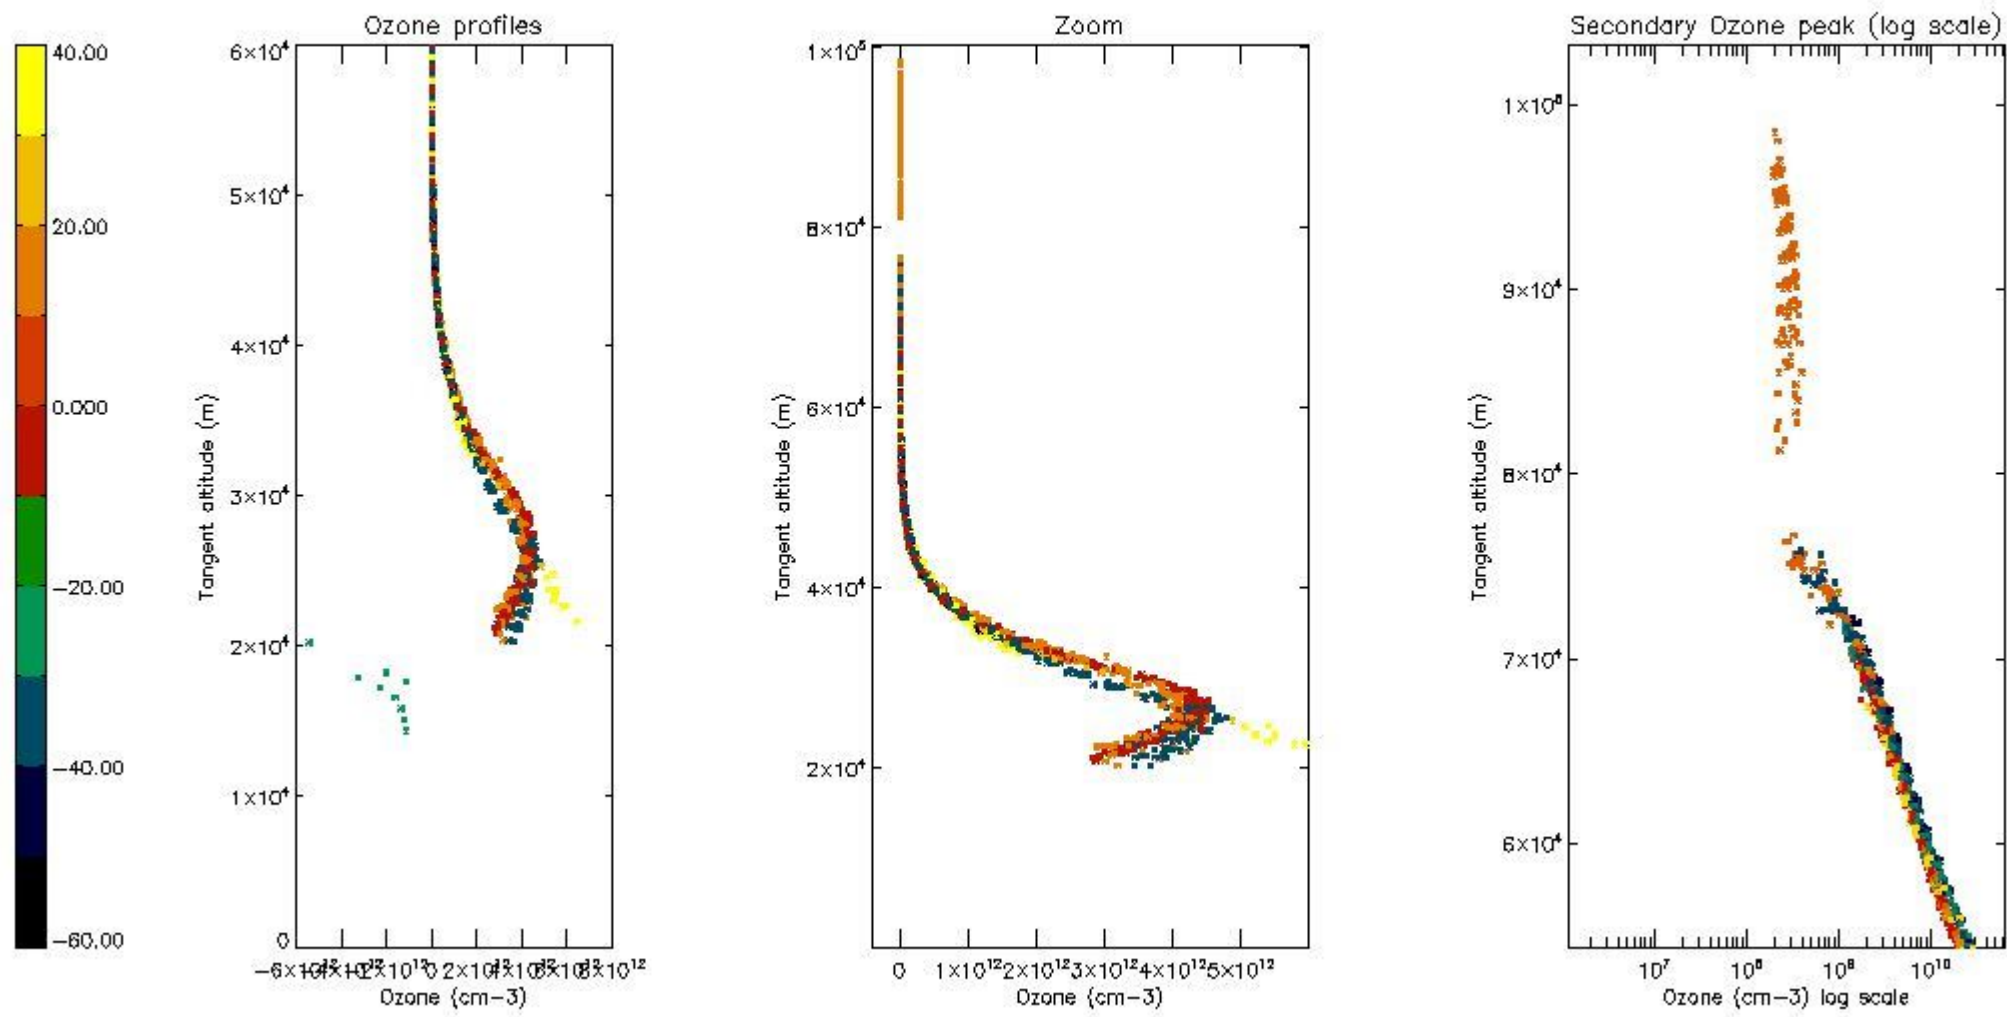 Ozone profiles
Zoom
Secondary Ozone peak (log scale)
40.00
20.00
0.000
−20.00
−40.00
−60.00
6×10⁴
5×10⁴
4×10⁴
3×10⁴
2×10⁴
1×10⁴
0
Tangent altitude (m)
0
8×10¹²
Ozone (cm−3)
1×10⁵
8×10⁴
6×10⁴
4×10⁴
2×10⁴
Tangent altitude (m)
0 1×10¹² 2×10¹² 3×10¹² 4×10¹² 5×10¹²
Ozone (cm−3)
9×10⁴
8×10⁴
7×10⁴
6×10⁴
Tangent altitude (m)
10⁷ 10⁸ 10⁹ 10¹⁰
Ozone (cm−3) log scale